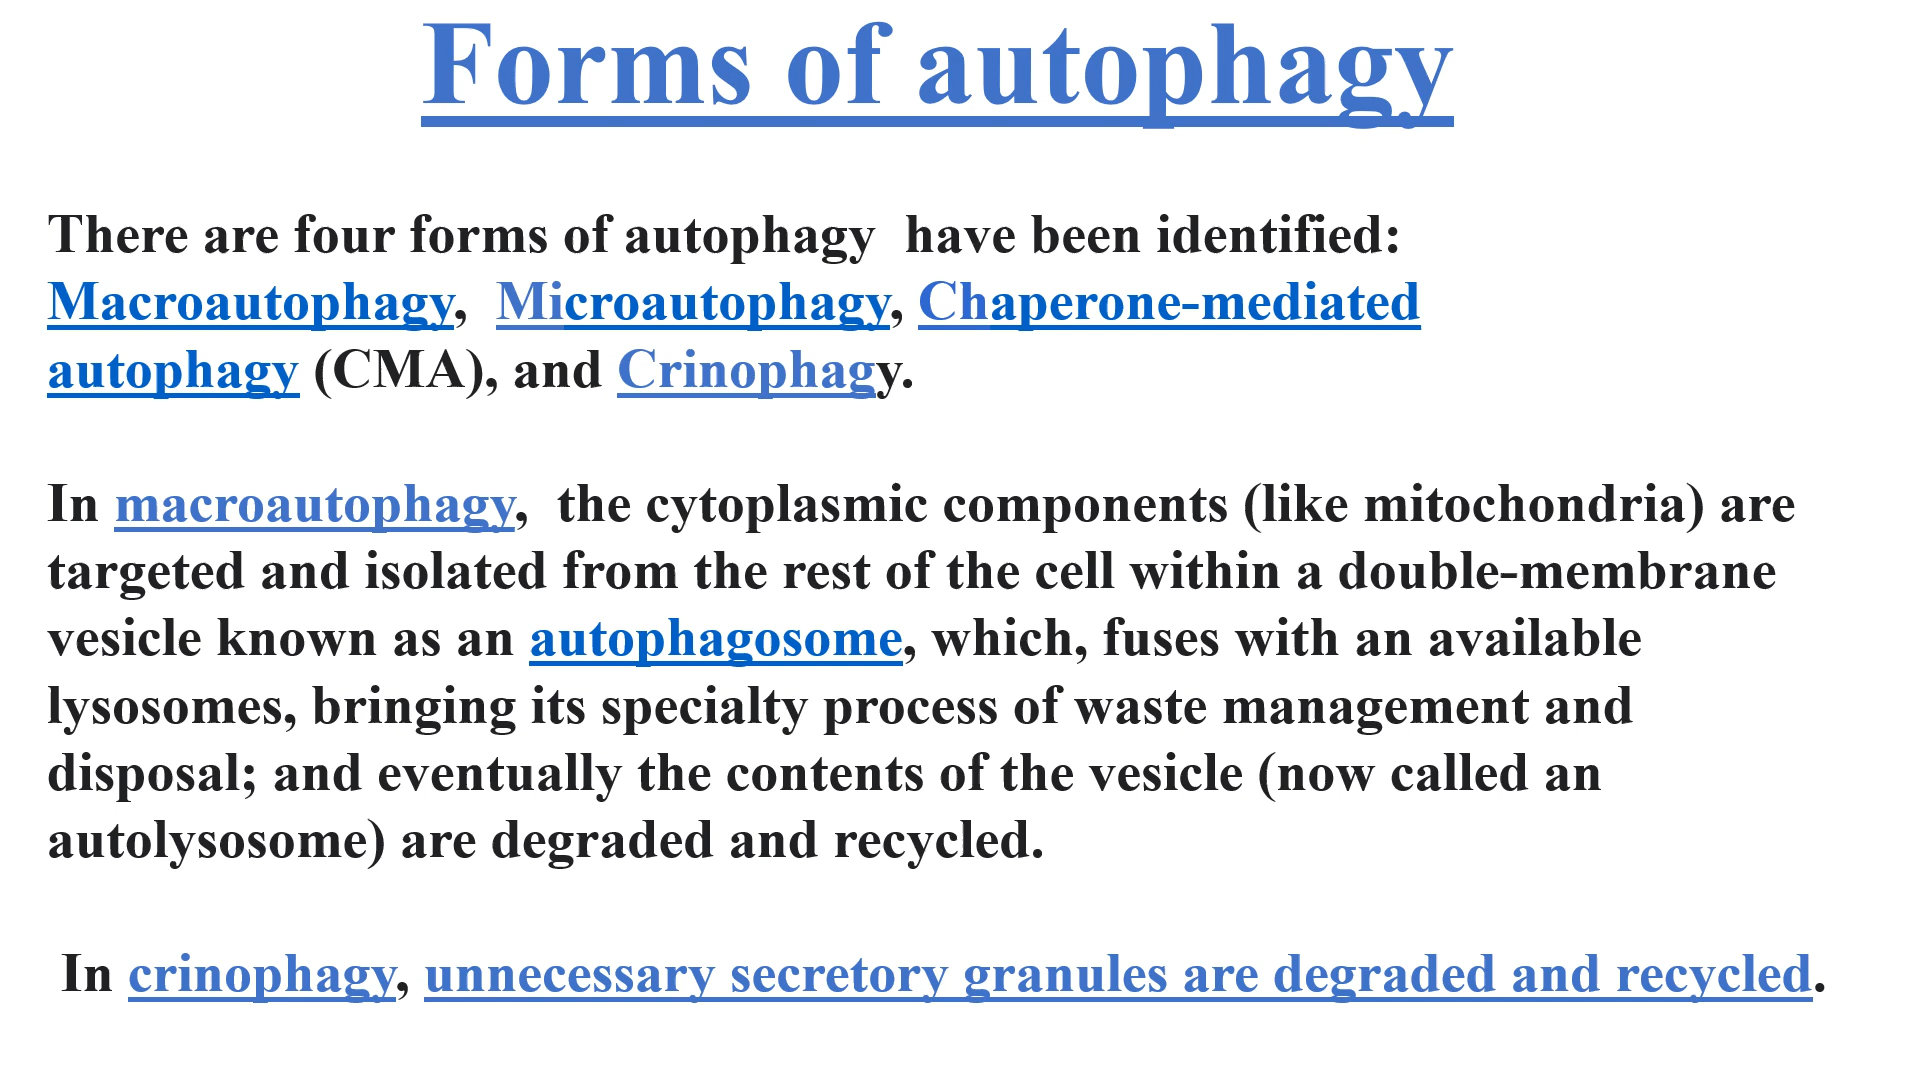 Forms of autophagy
There are four forms of autophagy  have been identified:
Macroautophagy,  Microautophagy, Chaperone-mediated
autophagy (CMA), and Crinophagy.
In macroautophagy,  the cytoplasmic components (like mitochondria) are
targeted and isolated from the rest of the cell within a double-membrane
vesicle known as an autophagosome, which, fuses with an available
lysosomes, bringing its specialty process of waste management and
disposal; and eventually the contents of the vesicle (now called an
autolysosome) are degraded and recycled.
In crinophagy, unnecessary secretory granules are degraded and recycled.